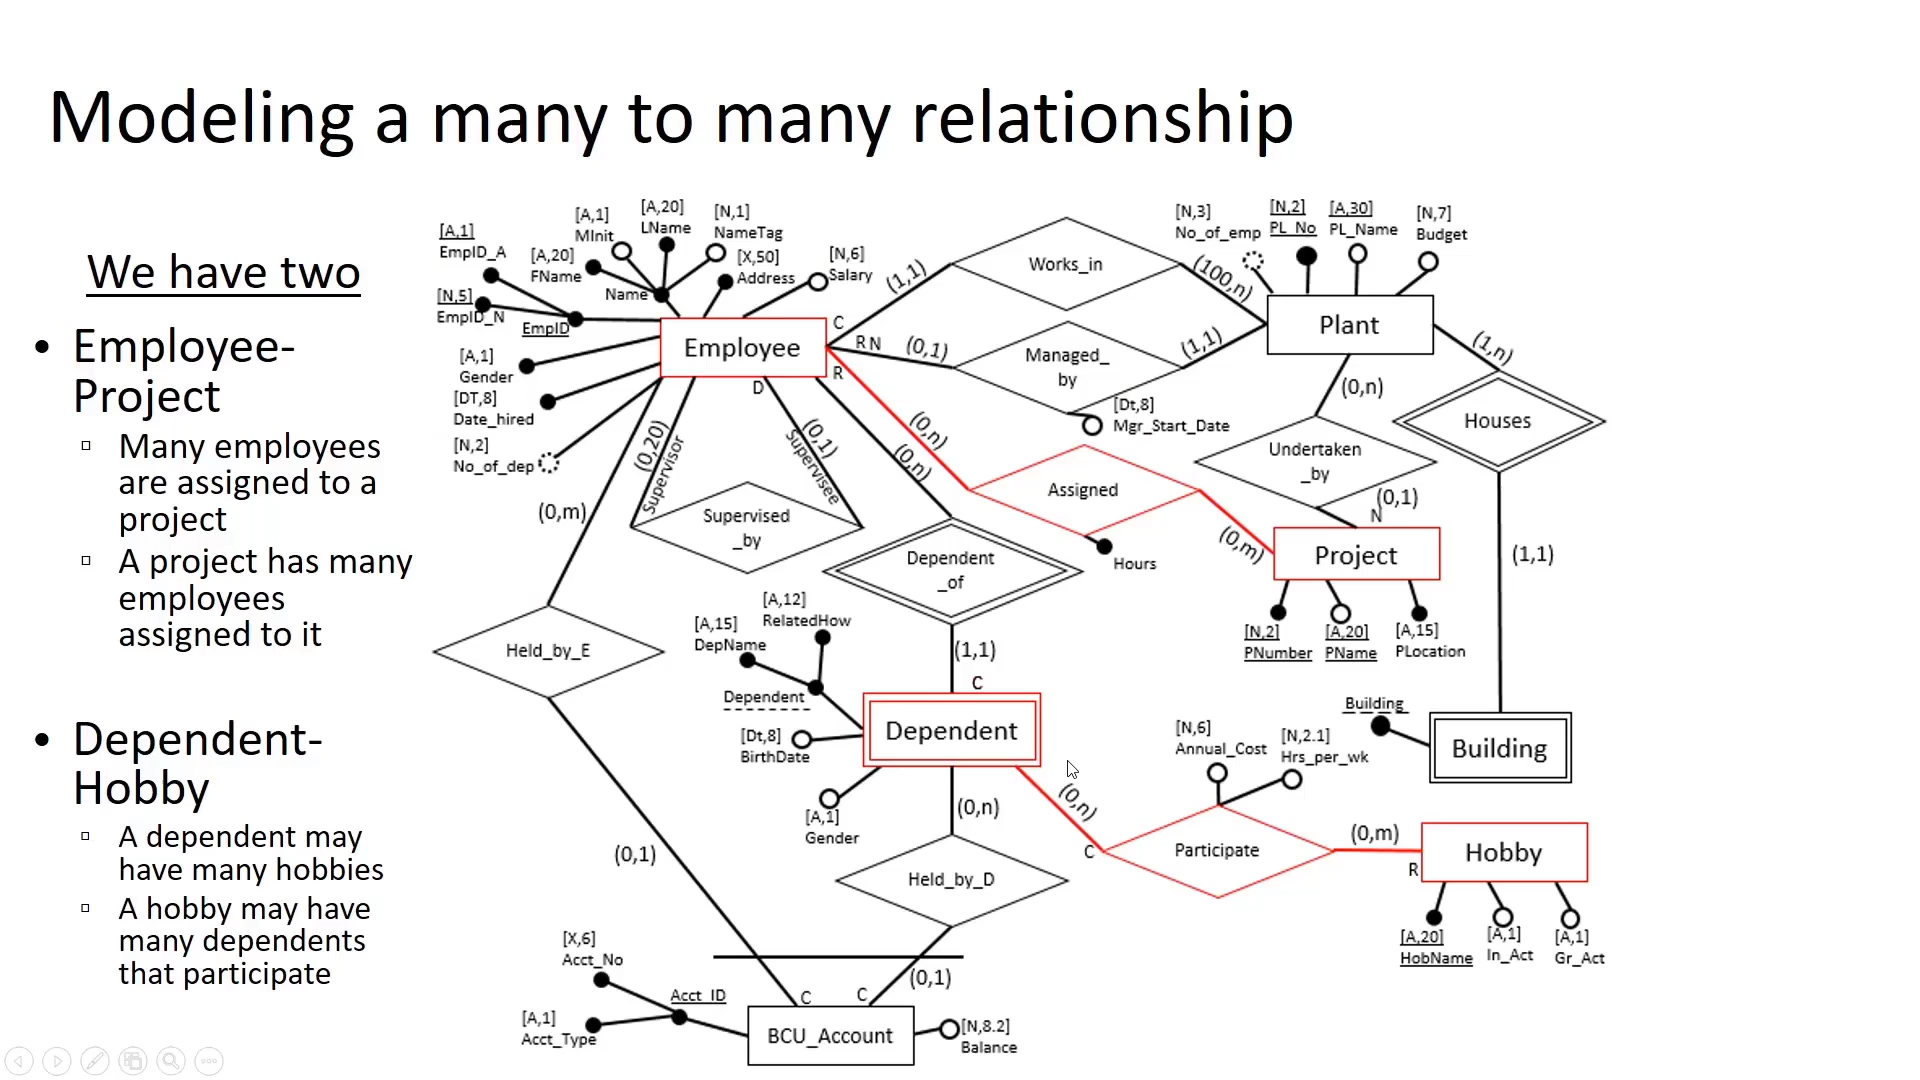 Modeling a many to many relationship
We have two
• Employee-
Project
▫ Many employees
are assigned to a
project
▫ A project has many
employees
assigned to it
• Dependent-
Hobby
▫ A dependent may
have many hobbies
▫ A hobby may have
many dependents
that participate
[A,1]
EmpID_A
[N,5]
EmpID_N
EmpID
[A,20]
FName
[A,1]
MInit
[A,20]
LName
[N,1]
NameTag
Name
[X,50]
Address
[N,6]
Salary
[A,1]
Gender
[DT,8]
Date_hired
[N,2]
No_of_dep
Employee
C
R N
R
D
(1,1)
Works_in
(100,n)
(0,1)
Managed_
by
(1,1)
[Dt,8]
Mgr_Start_Date
[N,3]
No_of_emp
[N,2]
PL_No
[A,30]
PL_Name
[N,7]
Budget
Plant
(1,n)
Houses
(1,1)
(0,n)
Undertaken
_by
(0,1)
N
(0,n)
Assigned
(0,m)
Hours
Project
[N,2]
PNumber
[A,20]
PName
[A,15]
PLocation
(0,20)
Supervisor
(0,1)
Supervisee
Supervised
_by
(0,n)
Dependent
_of
(1,1)
C
(0,m)
Held_by_E
(0,1)
[A,15]
DepName
[A,12]
RelatedHow
Dependent
[Dt,8]
BirthDate
[A,1]
Gender
Dependent
(0,n)
Held_by_D
(0,1)
(0,n)
C
Participate
[N,6]
Annual_Cost
[N,2.1]
Hrs_per_wk
(0,m)
R
Hobby
[A,20]
HobName
[A,1]
In_Act
[A,1]
Gr_Act
Building
Building
[X,6]
Acct_No
[A,1]
Acct_Type
Acct_ID
C
C
BCU_Account
[N,8.2]
Balance